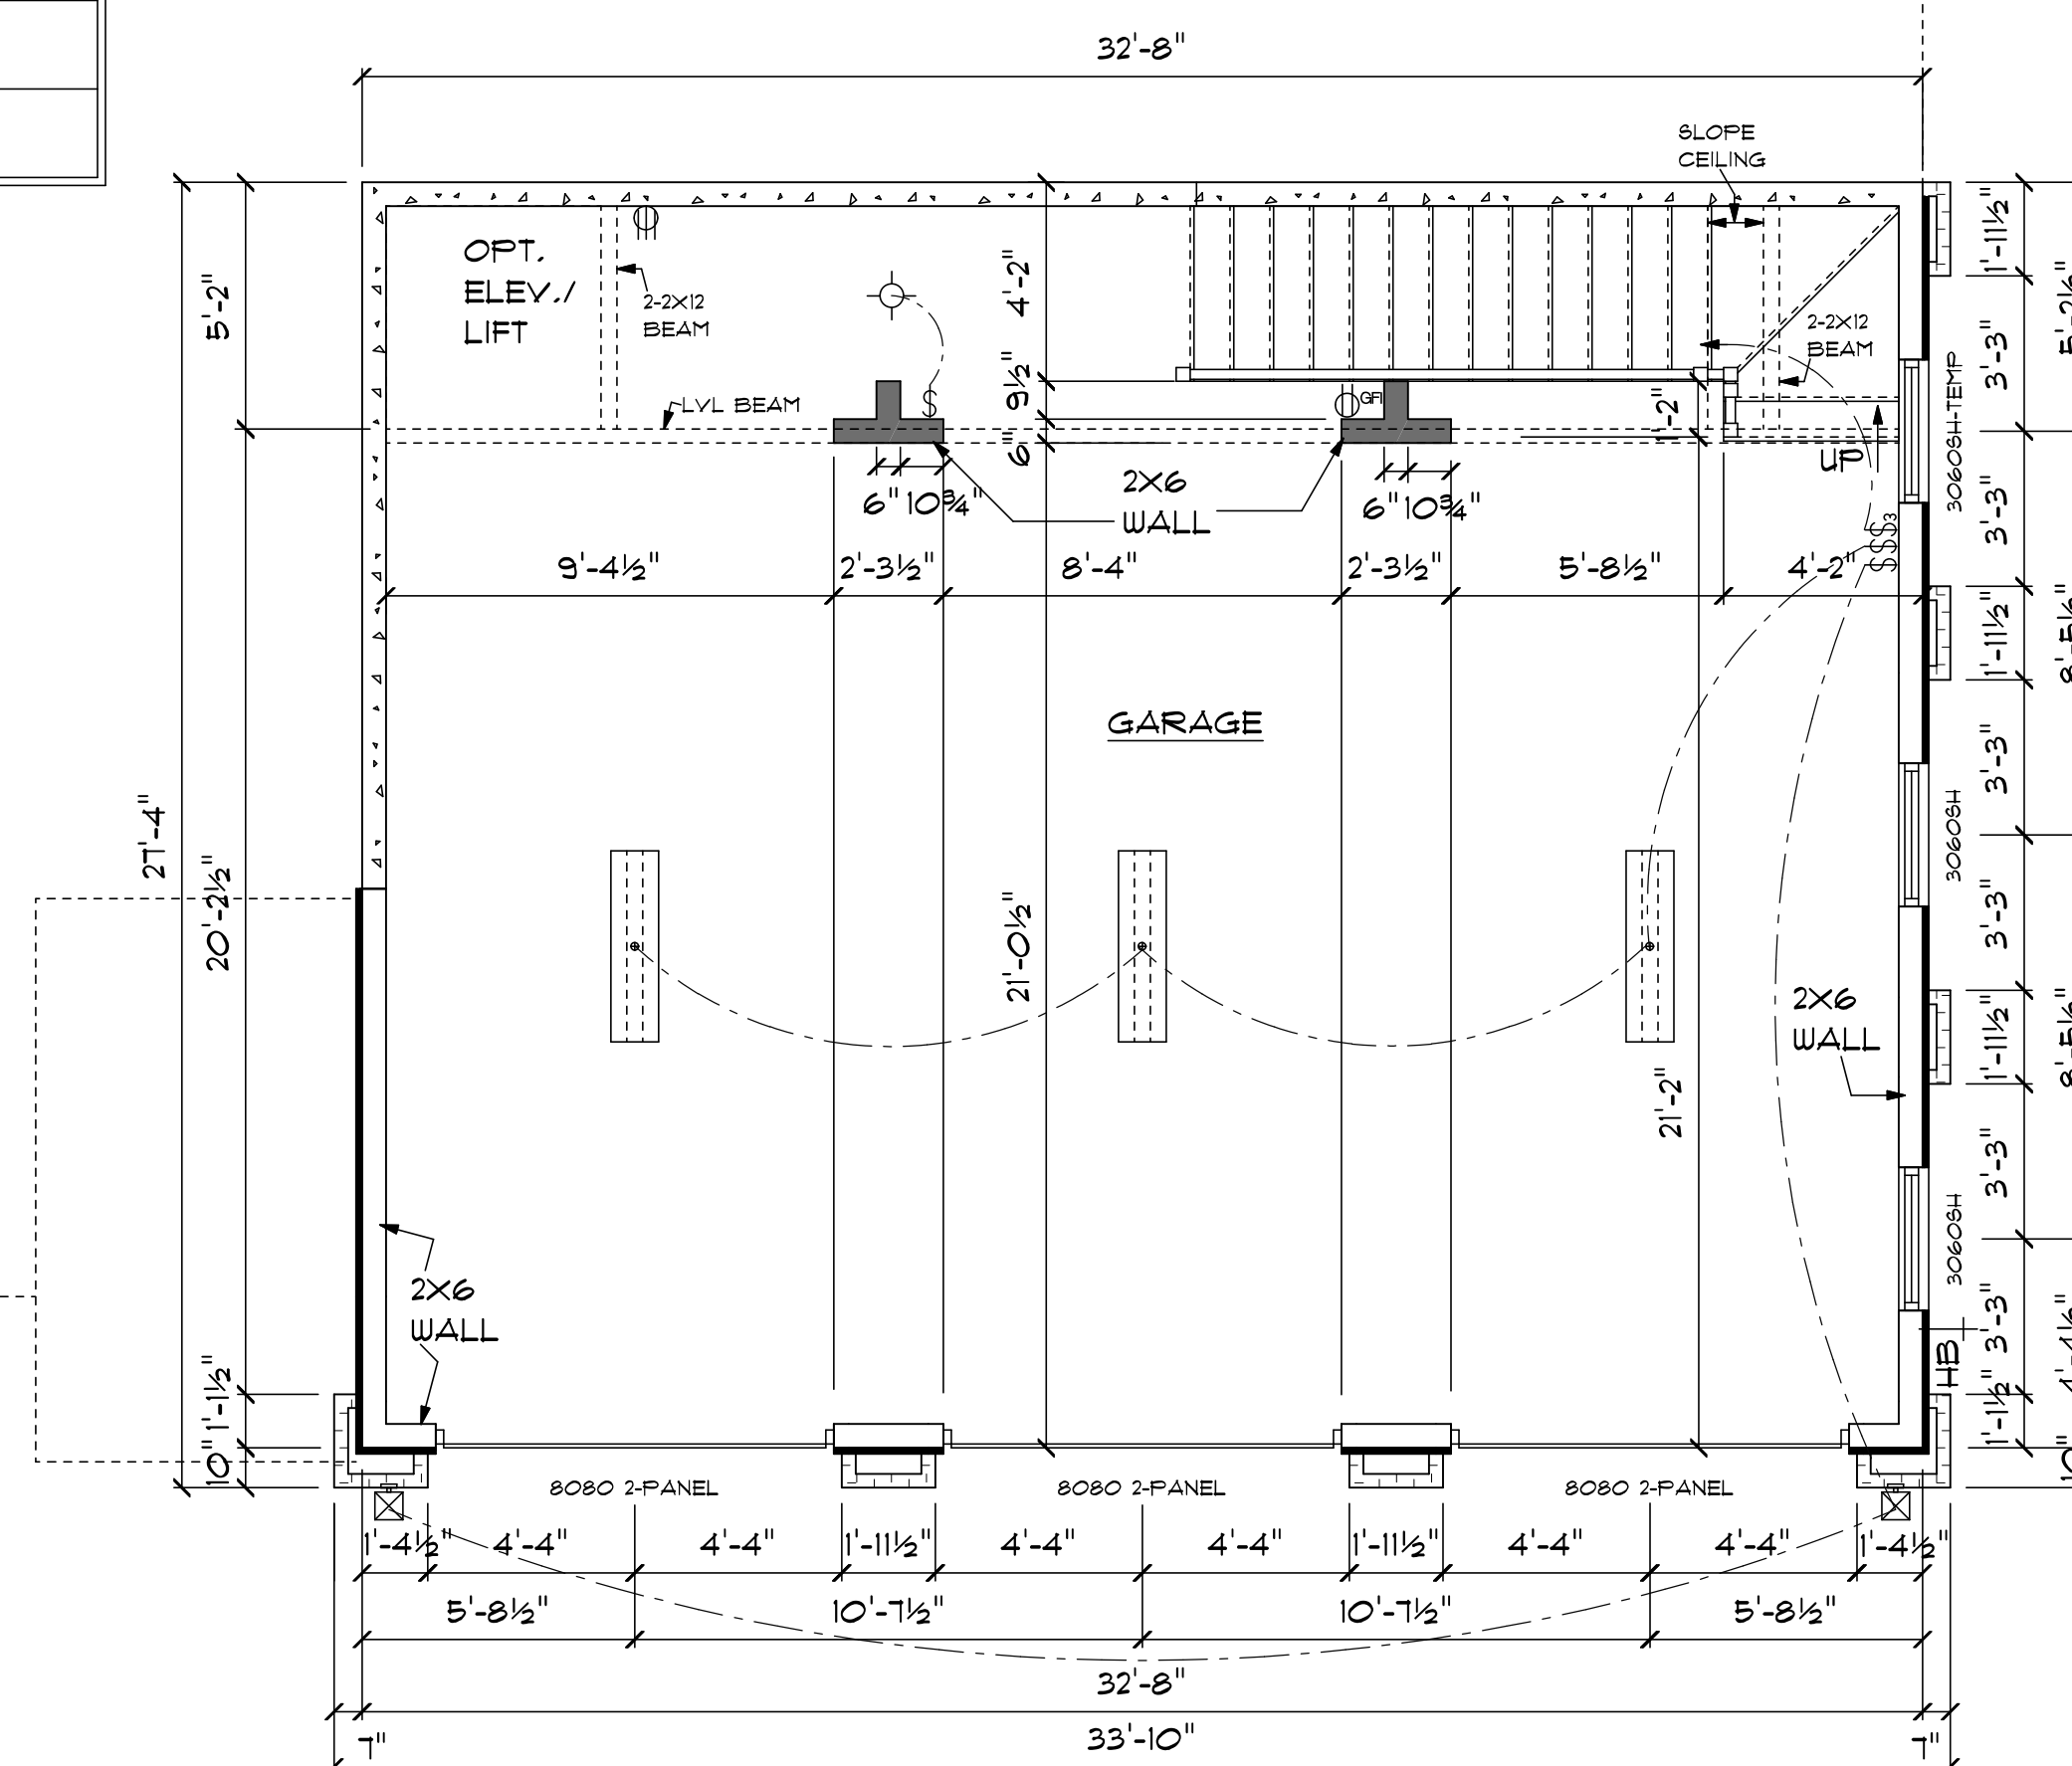 32'-8"
SLOPE
CEILING
OPT.
ELEV./
LIFT
2-2X12
BEAM
4'-2"
5'-2"
1'-11½"
3'-3"
2-2X12
BEAM
LVL BEAM
$
9½"
6"
GFI
1'-2"
UP
3060SH-TEMP
6" 10¾"
2X6
WALL
6" 10¾"
$$$3
3'-3"
9'-4½"
2'-3½"
8'-4"
2'-3½"
5'-8½"
4'-2"
1'-11½"
GARAGE
27'-4"
20'-2½"
21'-0½"
21'-2"
3'-3"
3060SH
3'-3"
2X6
WALL
1'-11½"
3'-3"
3060SH
3'-3"
2X6
WALL
HB
1'-1½"
1'-1½"
10"
10"
8080 2-PANEL
8080 2-PANEL
8080 2-PANEL
1'-4½"
4'-4"
4'-4"
1'-11½"
4'-4"
4'-4"
1'-11½"
4'-4"
4'-4"
1'-4½"
5'-8½"
10'-7½"
10'-7½"
5'-8½"
32'-8"
7"
33'-10"
7"